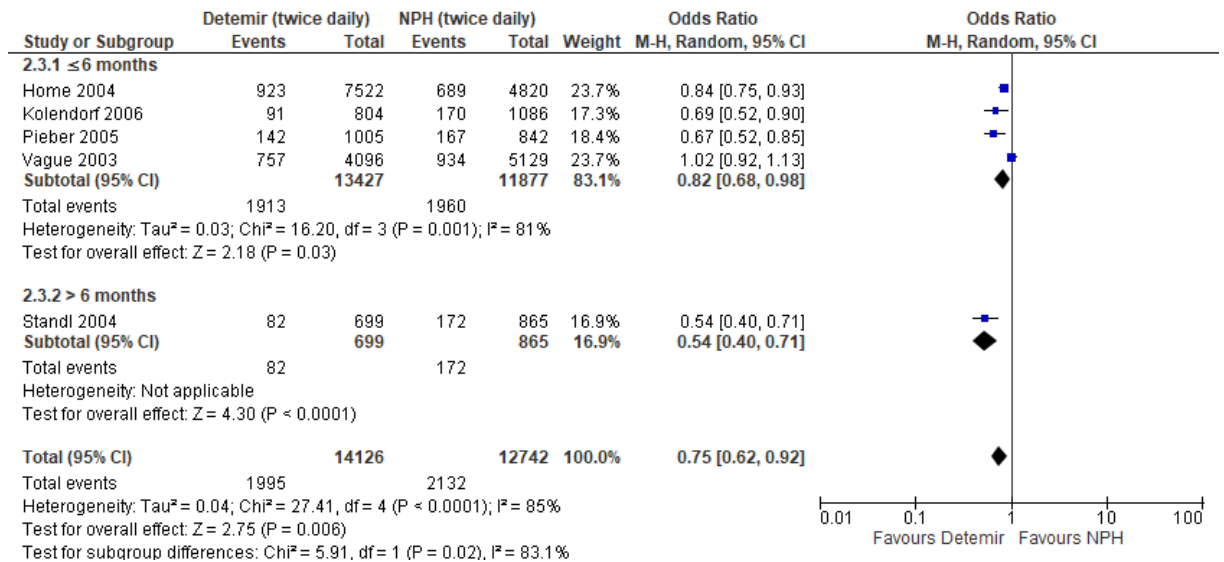 Detemir (twice daily) NPH (twice daily) Odds Ratio Odds Ratio
Study or Subgroup Events Total Events Total Weight M-H, Random, 95% CI M-H, Random, 95% CI
2.3.1 ≤6 months
Home 2004 923 7522 689 4820 23.7% 0.84 [0.75, 0.93]
Kolendorf 2006 91 804 170 1086 17.3% 0.69 [0.52, 0.90]
Pieber 2005 142 1005 167 842 18.4% 0.67 [0.52, 0.85]
Vague 2003 757 4096 934 5129 23.7% 1.02 [0.92, 1.13]
Subtotal (95% CI) 13427 11877 83.1% 0.82 [0.68, 0.98]
Total events 1913 1960
Heterogeneity: Tau² = 0.03; Chi² = 16.20, df = 3 (P = 0.001); I² = 81%
Test for overall effect: Z = 2.18 (P = 0.03)
2.3.2 > 6 months
Standl 2004 82 699 172 865 16.9% 0.54 [0.40, 0.71]
Subtotal (95% CI) 699 865 16.9% 0.54 [0.40, 0.71]
Total events 82 172
Heterogeneity: Not applicable
Test for overall effect: Z = 4.30 (P < 0.0001)
Total (95% CI) 14126 12742 100.0% 0.75 [0.62, 0.92]
Total events 1995 2132
Heterogeneity: Tau² = 0.04; Chi² = 27.41, df = 4 (P < 0.0001); I² = 85%
Test for overall effect: Z = 2.75 (P = 0.006)
Test for subgroup differences: Chi² = 5.91, df = 1 (P = 0.02), I² = 83.1%
0.01 0.1 1 10 100
Favours Detemir Favours NPH